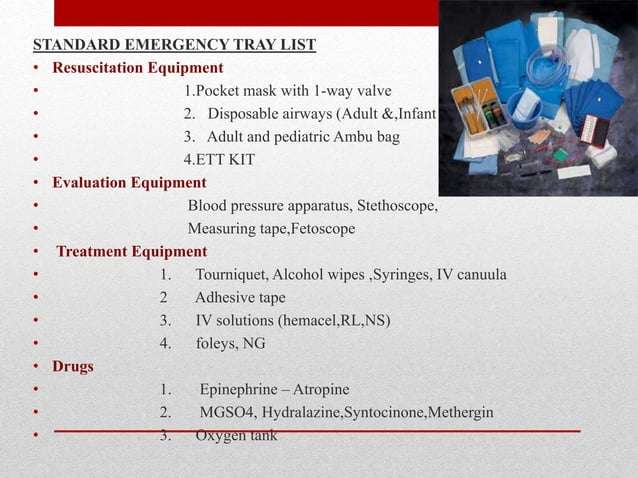 STANDARD EMERGENCY TRAY LIST
• Resuscitation Equipment
• 1.Pocket mask with 1-way valve
• 2. Disposable airways (Adult &,Infant
• 3. Adult and pediatric Ambu bag
• 4.ETT KIT
• Evaluation Equipment
• Blood pressure apparatus, Stethoscope,
• Measuring tape,Fetoscope
• Treatment Equipment
• 1. Tourniquet, Alcohol wipes ,Syringes, IV canuula
• 2 Adhesive tape
• 3. IV solutions (hemacel,RL,NS)
• 4. foleys, NG
• Drugs
• 1. Epinephrine – Atropine
• 2. MGSO4, Hydralazine,Syntocinone,Methergin
• 3. Oxygen tank